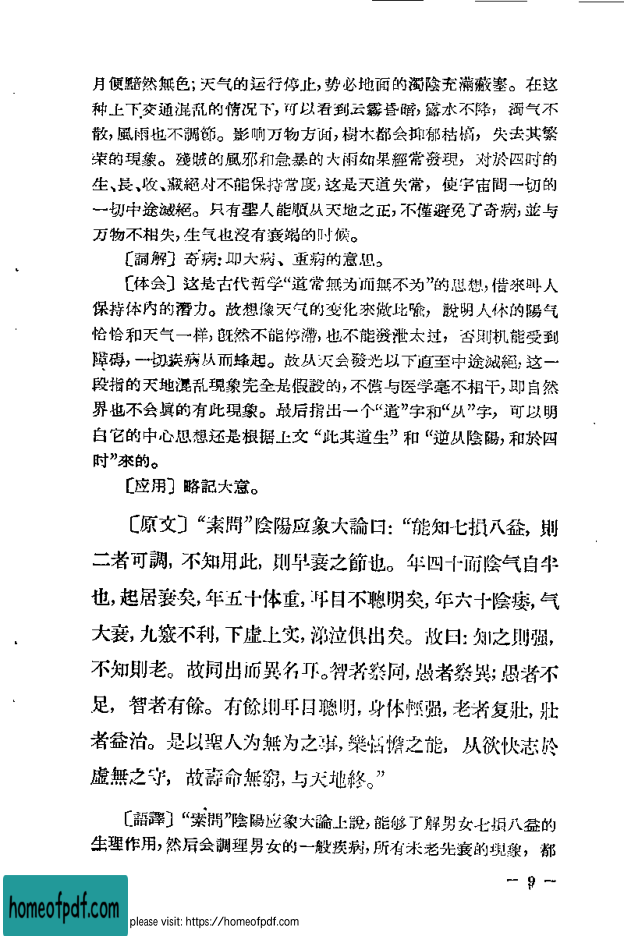 月便黯然無色；天气的运行停止，势必地面的濁陰充滿蔽塞。在这
种上下交通混乱的情况下，可以看到云霧昏暗，露水不降，濁气不
散，風雨也不調節。影响万物方面，樹木都会抑郁枯槁，失去其繁
荣的現象。殘賊的風邪和急暴的大雨如果經常發現，对於四时的
生、長、收、藏絕对不能保持常度，这是天道失常，使宇宙間一切的
一切中途滅絕。只有聖人能順从天地之正，不僅避免了奇病，並与
万物不相失，生气也沒有衰竭的时候。
〔詞解〕奇病：即大病、重病的意思。
〔体会〕这是古代哲学“道常無为而無不为”的思想，借來叫人
保持体內的潛力。故想像天气的变化來做比喻，說明人体的陽气
恰恰和天气一样，旣然不能停滯，也不能發泄太过，否則机能受到
障碍，一切疾病从而蜂起。故从天会發光以下直至中途滅絕，这一
段指的天地混乱現象完全是假設的，不僅与医学毫不相干，即自然
界也不会眞的有此現象。最后指出一个“道”字和“从”字，可以明
白它的中心思想还是根据上文“此其道生”和“逆从陰陽，和於四
时”來的。
〔应用〕略記大意。
〔原文〕“素問”陰陽应象大論曰：“能知七損八益，則
二者可調，不知用此，則早衰之節也。年四十而陰气自半
也，起居衰矣，年五十体重，耳目不聰明矣，年六十陰痿，气
大衰，九竅不利，下虛上实，涕泣俱出矣。故曰：知之則强，
不知則老。故同出而異名耳。智者察同，愚者察異；愚者不
足，智者有餘。有餘則耳目聰明，身体輕强，老者复壯，壯
者益治。是以聖人为無为之事，樂恬憺之能，从欲快志於
虛無之守，故壽命無窮，与天地終。”
〔語譯〕“素問”陰陽应象大論上說，能够了解男女七損八益的
生理作用，然后会調理男女的一般疾病，所有未老先衰的現象，都
— 9 —
homeofpdf.com
please visit: https://homeofpdf.com